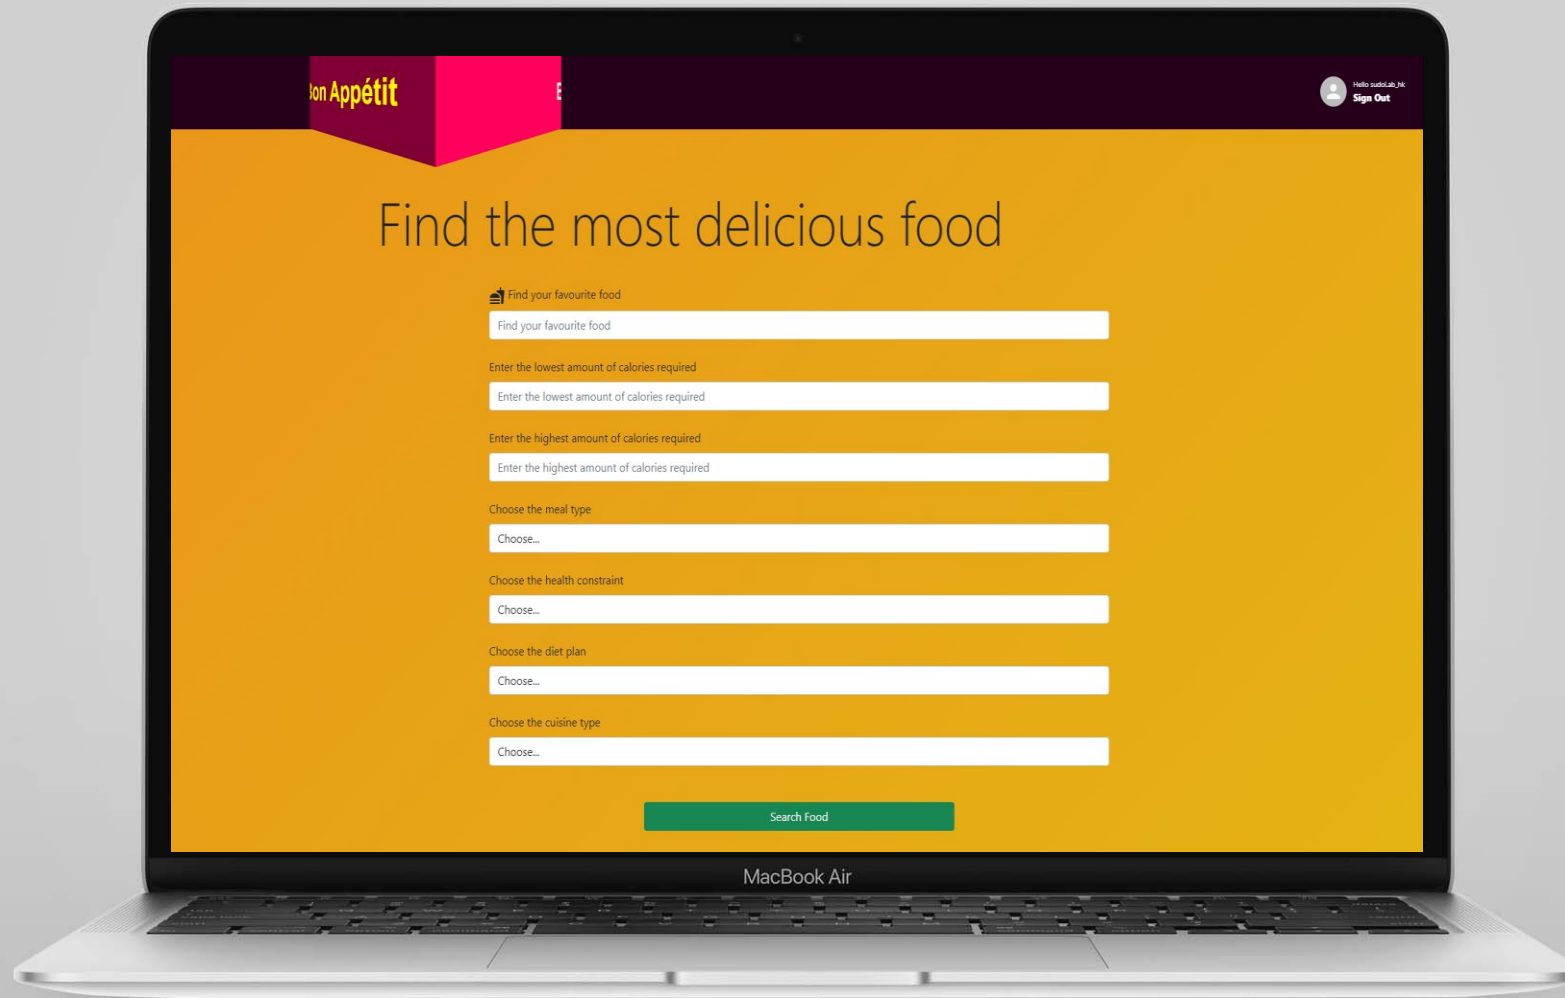 Bon Appétit
E
Hello sudoLab_hk
Sign Out
Find the most delicious food
Find your favourite food
Find your favourite food
Enter the lowest amount of calories required
Enter the lowest amount of calories required
Enter the highest amount of calories required
Enter the highest amount of calories required
Choose the meal type
Choose...
Choose the health constraint
Choose...
Choose the diet plan
Choose...
Choose the cuisine type
Choose...
Search Food
MacBook Air